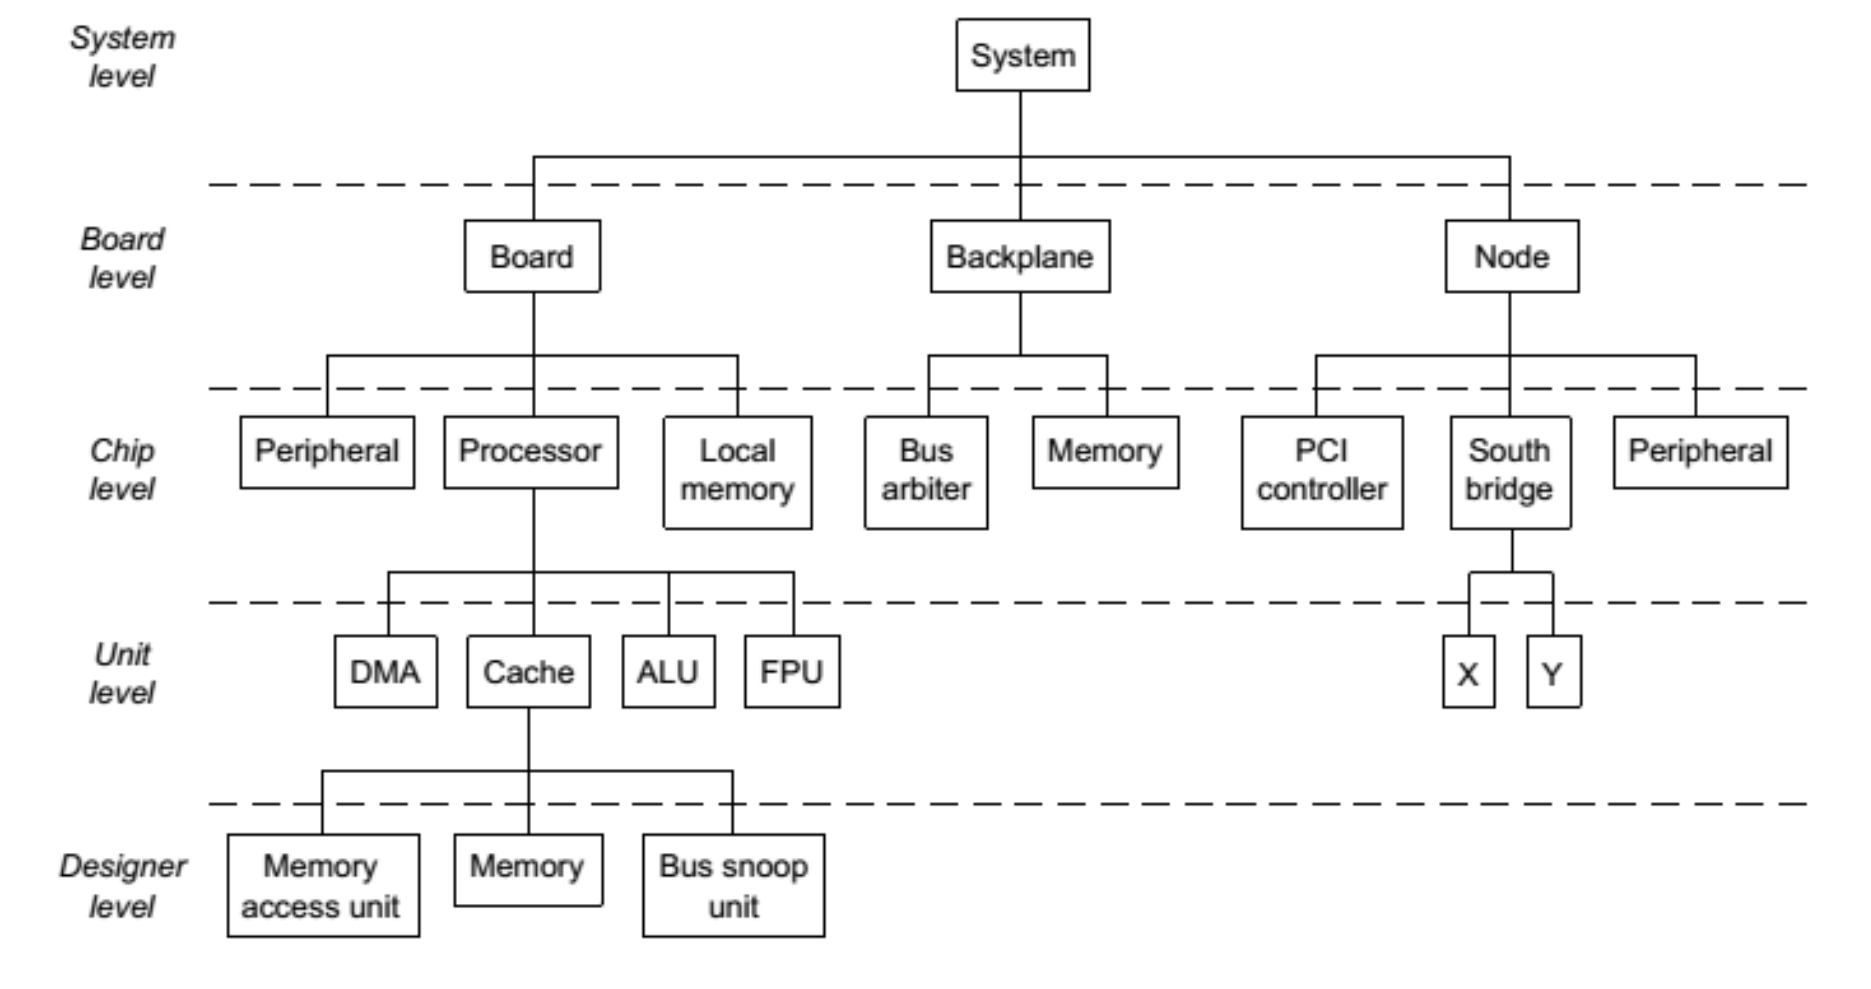 System
level
System
Board
level
Board
Backplane
Node
Chip
level
Peripheral
Processor
Local
memory
Bus
arbiter
Memory
PCI
controller
South
bridge
Peripheral
Unit
level
DMA
Cache
ALU
FPU
X
Y
Designer
level
Memory
access unit
Memory
Bus snoop
unit